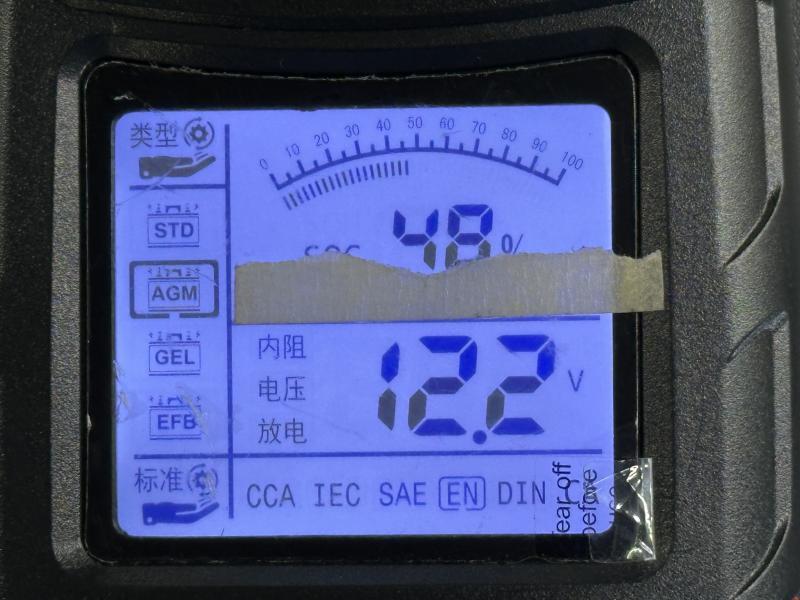 类型
0 10 20 30 40 50 60 70 80 90 100
STD
SOC 48 %
AGM
GEL
EFB
内阻
电压
放电
12.2 V
标准
CCA IEC SAE EN DIN
Tear off
before